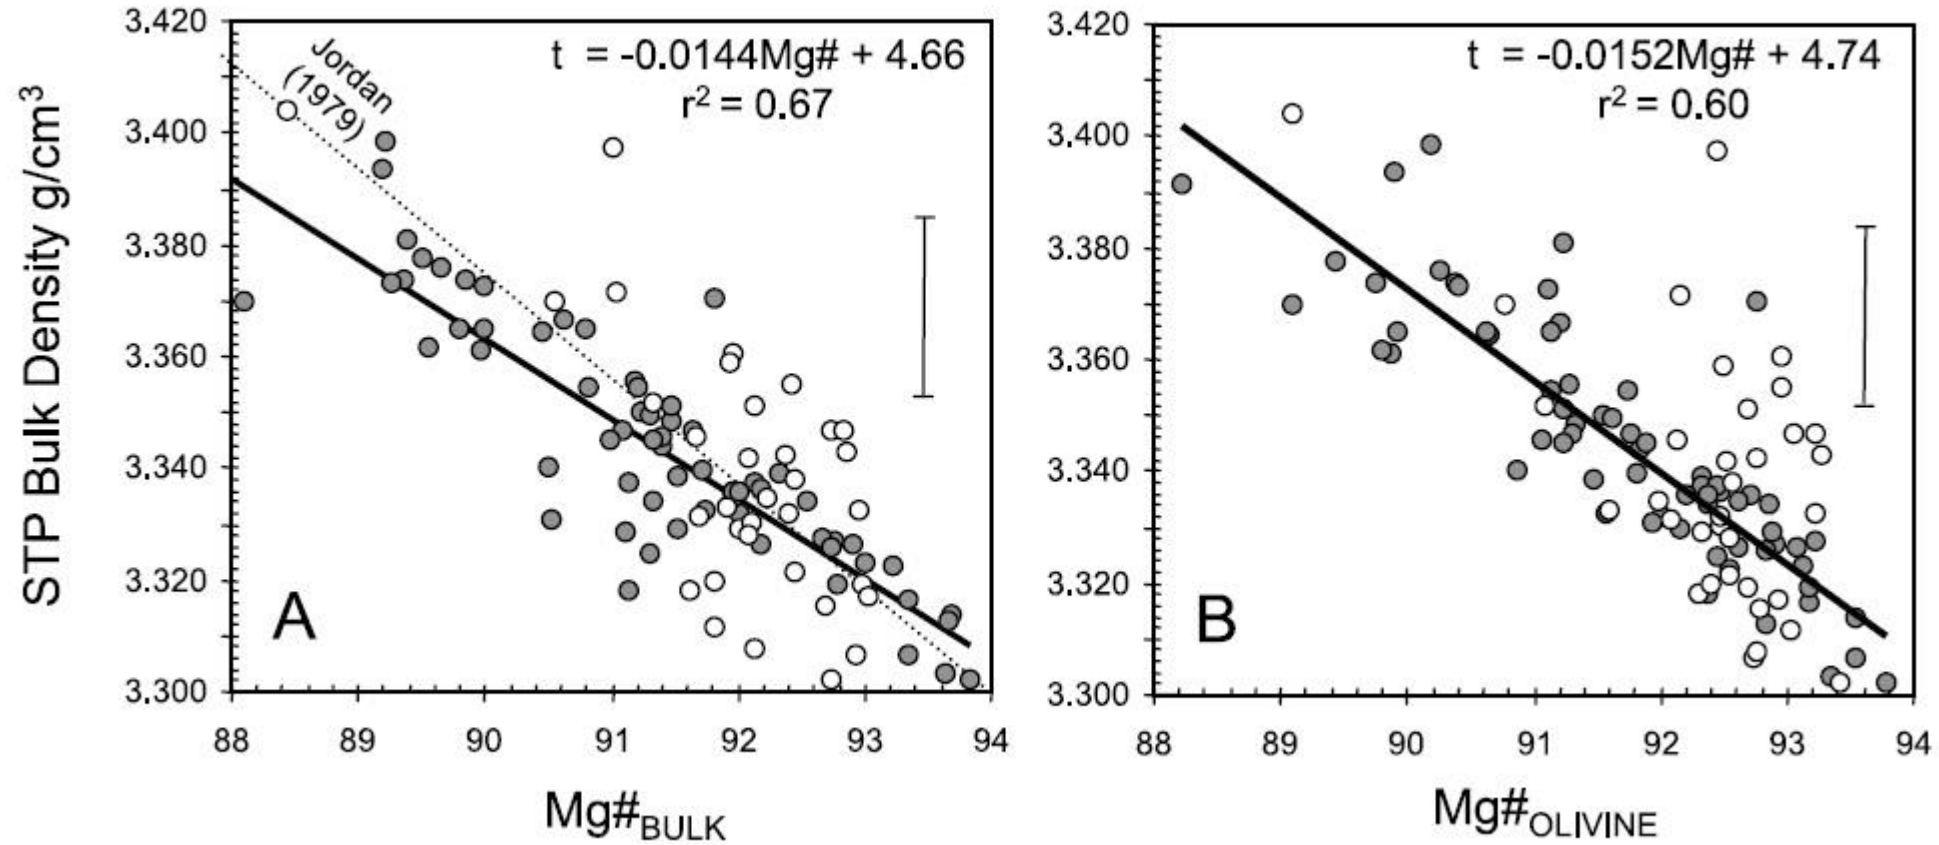 STP Bulk Density g/cm³
3.420
3.400
3.380
3.360
3.340
3.320
3.300
Jordan
(1979)
t = -0.0144Mg# + 4.66
r² = 0.67
A
88 89 90 91 92 93 94
Mg#BULK
3.420
3.400
3.380
3.360
3.340
3.320
3.300
t = -0.0152Mg# + 4.74
r² = 0.60
B
88 89 90 91 92 93 94
Mg#OLIVINE